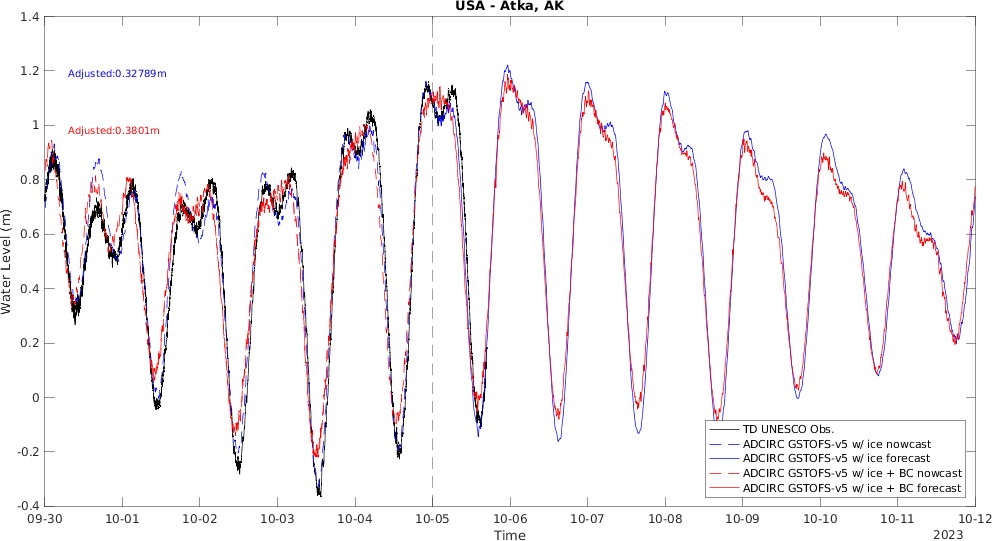 USA - Atka, AK
1.4
1.2
1
0.8
0.6
0.4
0.2
0
-0.2
-0.4
Water Level (m)
Adjusted:0.32789m
Adjusted:0.3801m
TD UNESCO Obs.
ADCIRC GSTOFS-v5 w/ ice nowcast
ADCIRC GSTOFS-v5 w/ ice forecast
ADCIRC GSTOFS-v5 w/ ice + BC nowcast
ADCIRC GSTOFS-v5 w/ ice + BC forecast
09-30 10-01 10-02 10-03 10-04 10-05 10-06 10-07 10-08 10-09 10-10 10-11 10-12
Time
2023